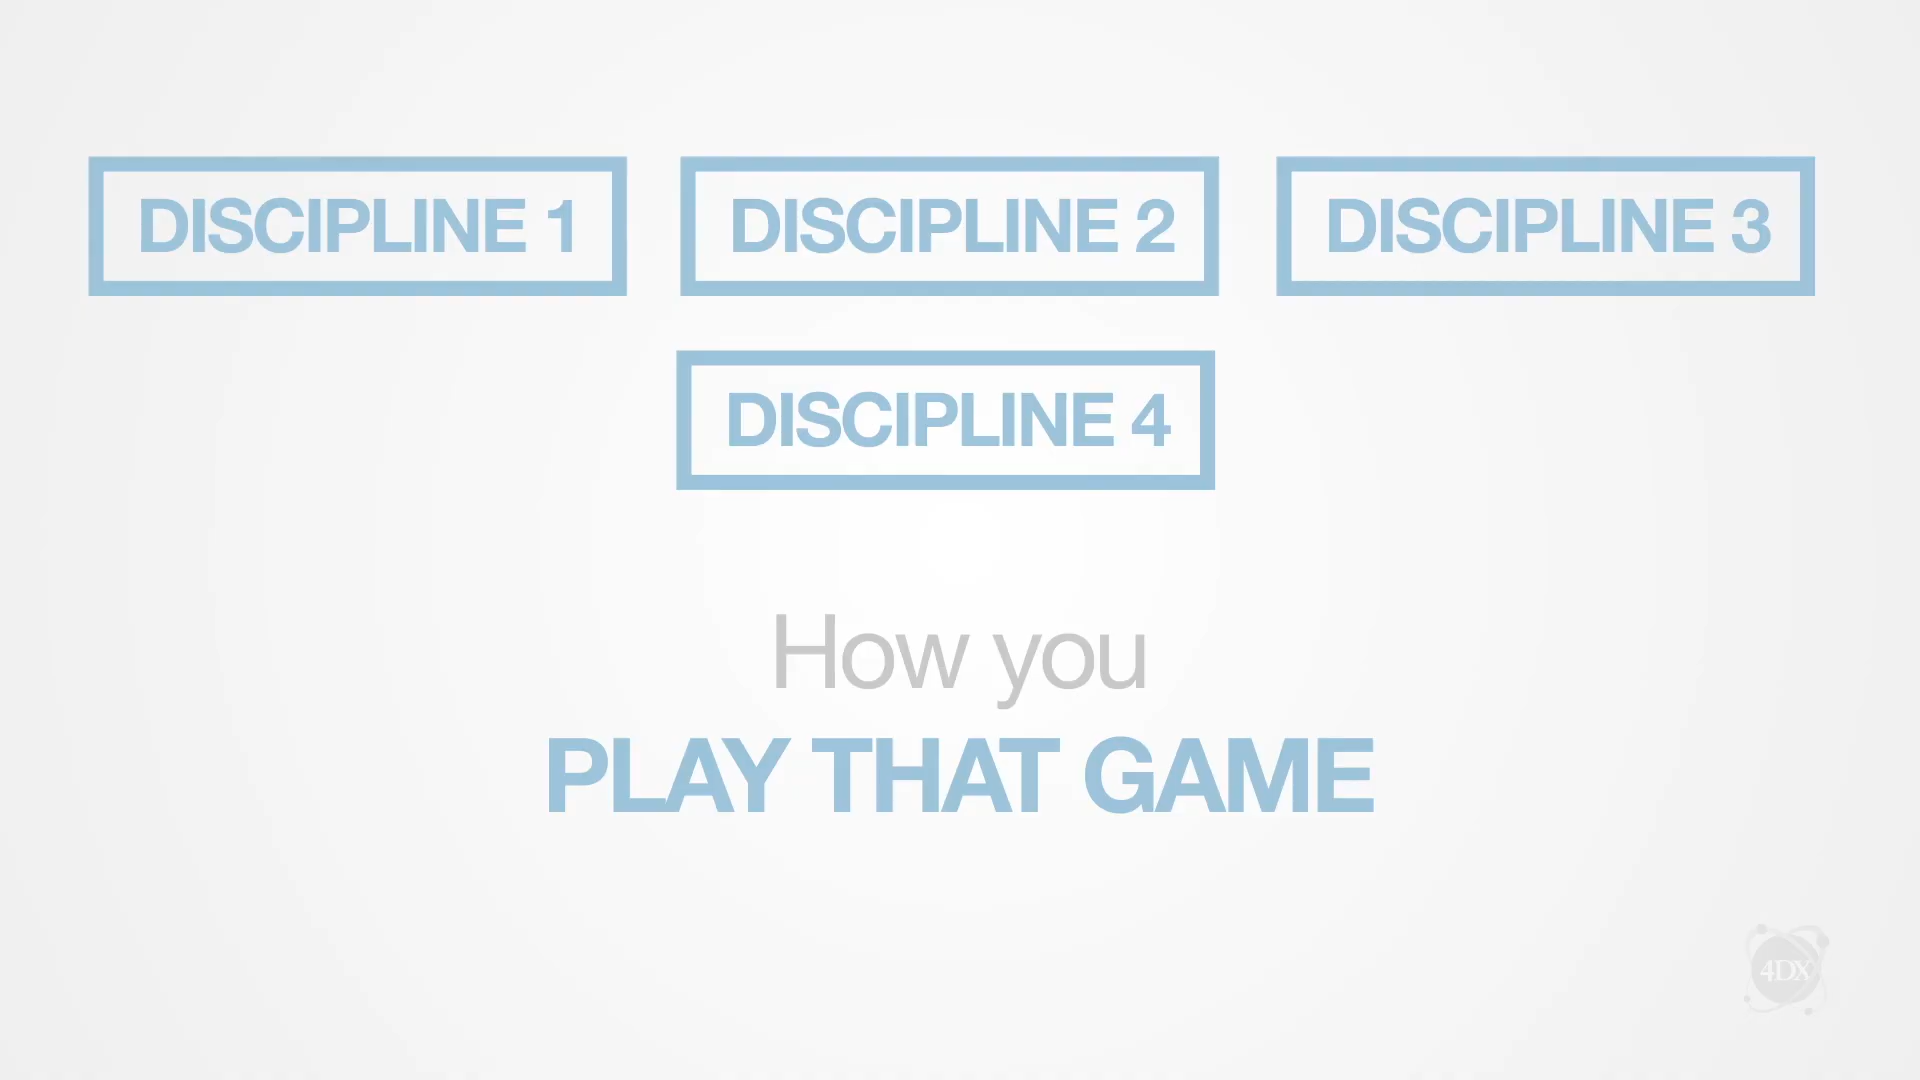 DISCIPLINE 1
DISCIPLINE 2
DISCIPLINE 3
DISCIPLINE 4
How you
PLAY THAT GAME
4DX